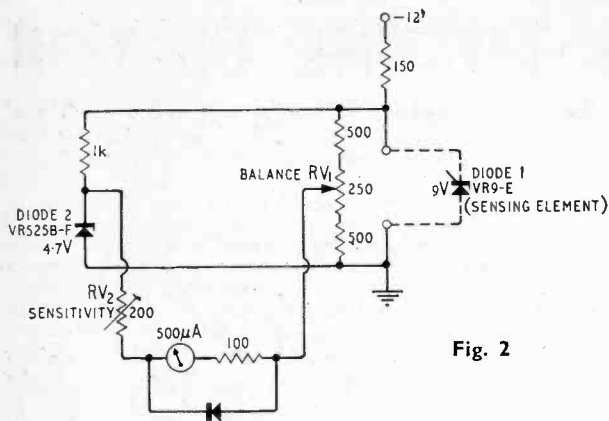 -12v
150
500
1k
BALANCE RV1
250
9V
DIODE 1
VR9-E
(SENSING ELEMENT)
DIODE 2
VR525B-F
4·7V
500
RV2
SENSITIVITY
200
500µA
100
Fig. 2